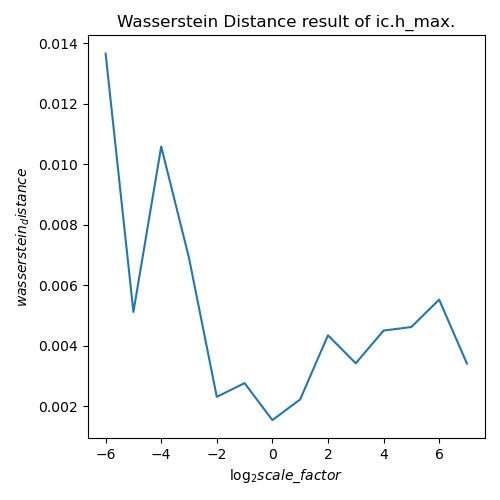 Wasserstein Distance result of ic.h_max.
0.014
0.012
0.010
0.008
0.006
0.004
0.002
wasserstein_distance
−6 −4 −2 0 2 4 6
log₂scale_factor